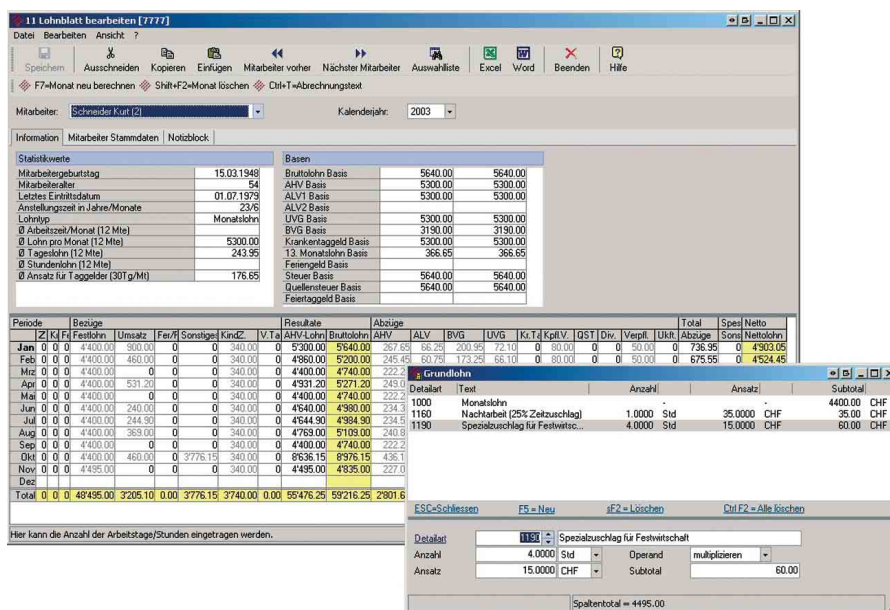 11 Lohnblatt bearbeiten [7777]
Datei Bearbeiten Ansicht ?
Speichern Ausschneiden Kopieren Einfügen Mitarbeiter vorher Nächster Mitarbeiter Auswahlliste Excel Word Beenden Hilfe
F7=Monat neu berechnen Shift+F2=Monat löschen Ctrl+T=Abrechnungstext
Mitarbeiter: Schneider Kurt (2) Kalenderjahr: 2003
Information Mitarbeiter Stammdaten Notizblock
Statistikwerte Basen
Mitarbeitergeburtstag 15.03.1948 Bruttolohn Basis 5640.00 5640.00
Mitarbeiteralter 54 AHV Basis 5300.00 5300.00
Letztes Eintrittsdatum 01.07.1979 ALV1 Basis 5300.00 5300.00
Anstellungszeit in Jahre/Monate 23/6 ALV2 Basis
Lohntyp Monatslohn UVG Basis 5300.00 5300.00
Ø Arbeitszeit/Monat (12 Mte) BVG Basis 3190.00 3190.00
Ø Lohn pro Monat (12 Mte) 5300.00 Krankentaggeld Basis 5300.00 5300.00
Ø Tageslohn (12 Mte) 243.95 13. Monatslohn Basis 366.65 366.65
Ø Stundenlohn (12 Mte) Feriengeld Basis
Ø Ansatz für Taggelder (30Tg/Mt) 176.65 Steuer Basis 5640.00 5640.00
Quellensteuer Basis 5640.00 5640.00
Feiertaggeld Basis
Periode Bezüge Resultate Abzüge Total Spes Netto
Z Kr Fr Festlohn Umsatz Fer/F Sonstiges KindZ. V.Ta AHV-Lohn Bruttolohn AHV ALV BVG UVG Kr.Ta Kpfl.V. QST Div. Verpfl. Ukft. Abzüge Sons Nettolohn
Jan 0 0 0 4'400.00 900.00 0 0 340.00 0 5'300.00 5'640.00 267.65 66.25 200.95 72.10 0 80.00 0 0 50.00 0 736.95 0 4'903.05
Feb 0 0 0 4'400.00 460.00 0 0 340.00 0 4'860.00 5'200.00 245.45 60.75 173.25 66.10 0 80.00 0 0 50.00 0 675.55 0 4'524.45
Mrz 0 0 0 4'400.00 0 0 0 340.00 0 4'400.00 4'740.00 222.2
Apr 0 0 0 4'400.00 531.20 0 0 340.00 0 4'931.20 5'271.20 249.0
Mai 0 0 0 4'400.00 0 0 0 340.00 0 4'400.00 4'740.00 222.2
Jun 0 0 0 4'400.00 240.00 0 0 340.00 0 4'640.00 4'980.00 234.3
Jul 0 0 0 4'400.00 244.90 0 0 340.00 0 4'644.90 4'984.90 234.5
Aug 0 0 0 4'400.00 369.00 0 0 340.00 0 4'769.00 5'109.00 240.8
Sep 0 0 0 4'400.00 0 0 0 340.00 0 4'400.00 4'740.00 222.2
Okt 0 0 0 4'400.00 460.00 0 3'776.15 340.00 0 8'636.15 8'976.15 436.1
Nov 0 0 0 4'495.00 0 0 0 340.00 0 4'495.00 4'835.00 227.0
Dez
Total 0 0 0 48'495.00 3'205.10 0.00 3'776.15 3'740.00 0.00 55'476.25 59'216.25 2'801.6
Hier kann die Anzahl der Arbeitstage/Stunden eingetragen werden.
Grundlohn
Detailart Text Anzahl Ansatz Subtotal
1000 Monatslohn - - 4400.00 CHF
1160 Nachtarbeit (25% Zeitzuschlag) 1.0000 Std 35.0000 CHF 35.00 CHF
1190 Spezialzuschlag für Festwirtsc... 4.0000 Std 15.0000 CHF 60.00 CHF
ESC=Schliessen F5 = Neu sF2 = Löschen Ctrl F2 = Alle löschen
Detailart 1190 Spezialzuschlag für Festwirtschaft
Anzahl 4.0000 Std Operand multiplizieren
Ansatz 15.0000 CHF Subtotal 60.00
Spaltentotal = 4495.00